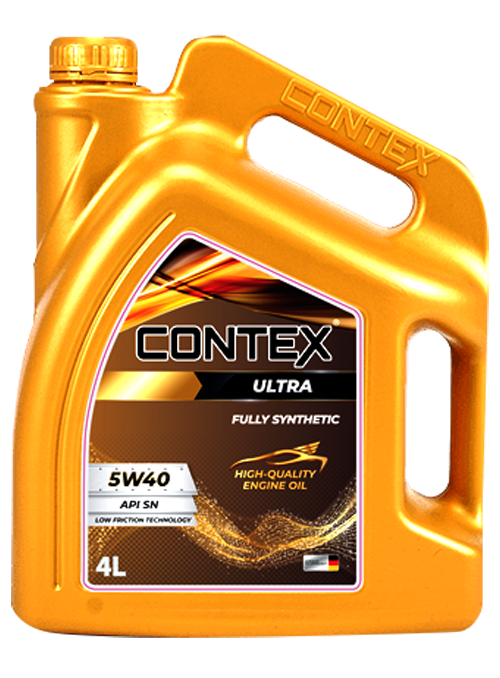 CONTEX
CONTEX
ULTRA
FULLY SYNTHETIC
HIGH-QUALITY
ENGINE OIL
5W40
API SN
LOW FRICTION TECHNOLOGY
4L